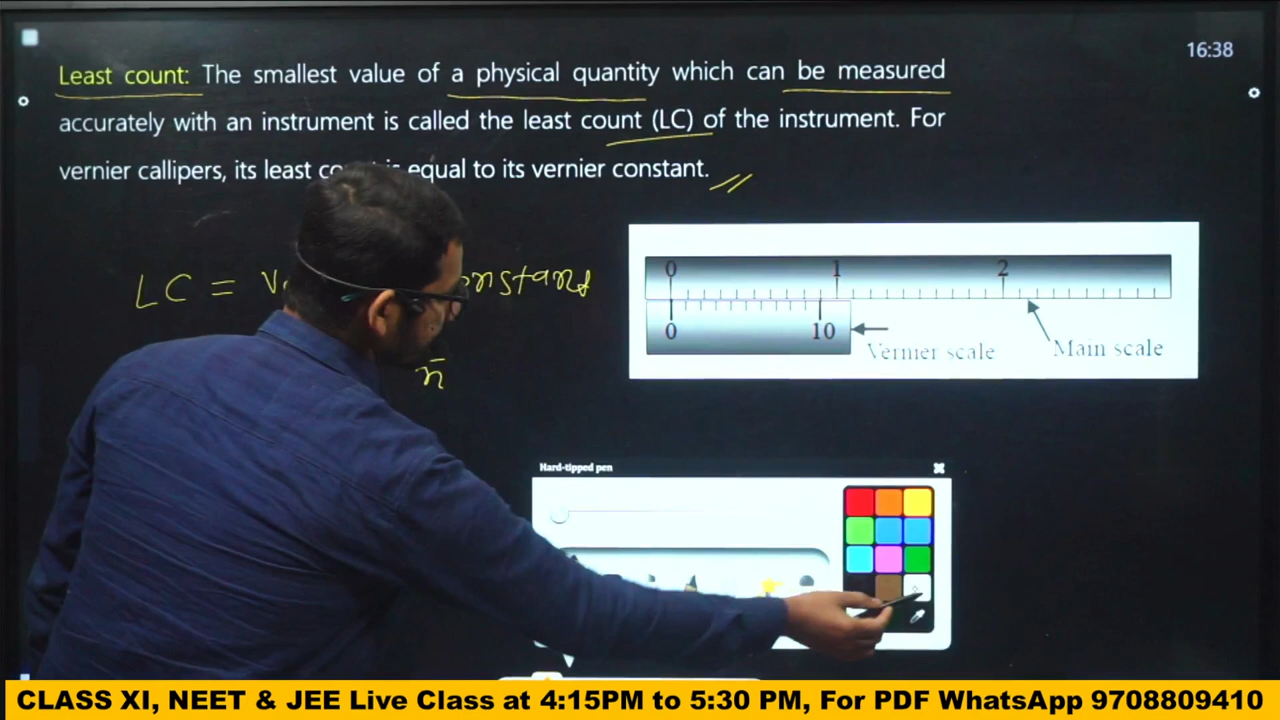 16:38
Least count: The smallest value of a physical quantity which can be measured
accurately with an instrument is called the least count (LC) of the instrument. For
vernier callipers, its least equal to its vernier constant.
LC =
n
0 1 2
0 10
Vernier scale
Main scale
Hard-tipped pen
CLASS XI, NEET & JEE Live Class at 4:15PM to 5:30 PM, For PDF WhatsApp 9708809410